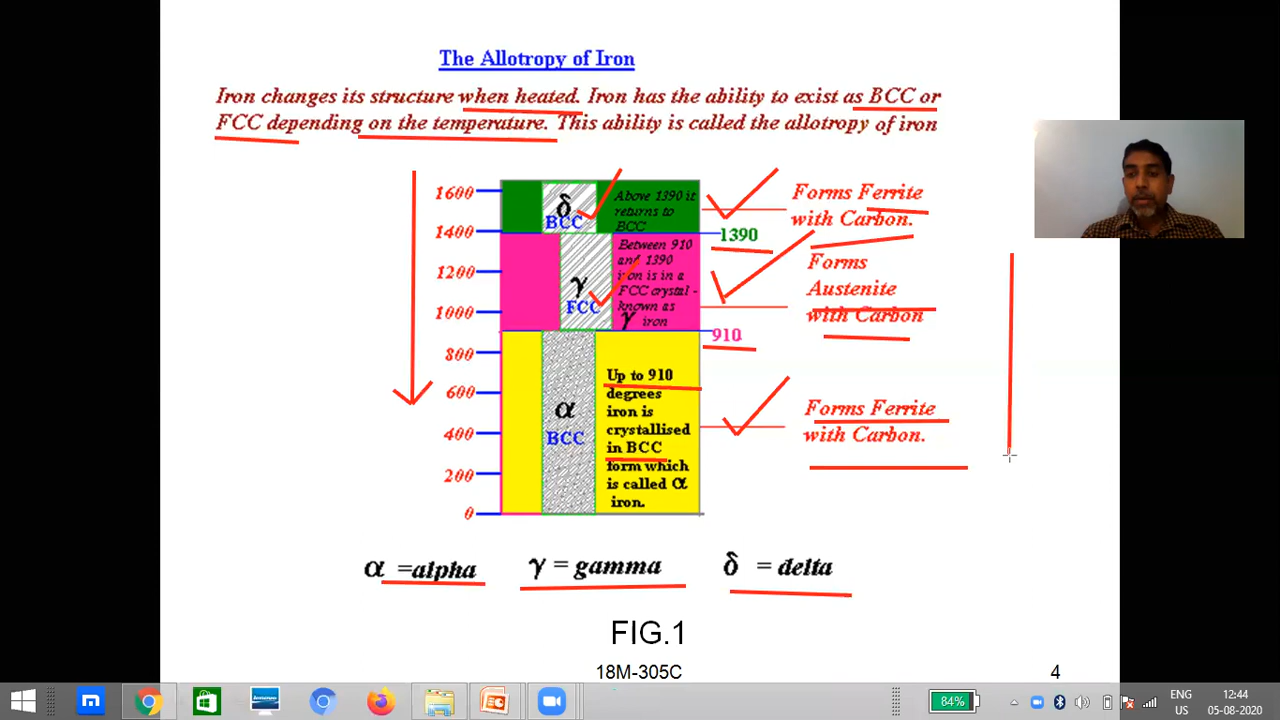 The Allotropy of Iron
Iron changes its structure when heated. Iron has the ability to exist as BCC or
FCC depending on the temperature. This ability is called the allotropy of iron
1600
1400
1200
1000
800
600
400
200
0
δ
BCC
Above 1390 it
returns to
BCC
γ
FCC
Between 910
and 1390
iron is in a
FCC crystal -
known as
γ iron
α
BCC
Up to 910
degrees
iron is
crystallised
in BCC
form which
is called α
iron.
1390
910
Forms Ferrite
with Carbon.
Forms
Austenite
with Carbon
Forms Ferrite
with Carbon.
α =alpha
γ = gamma
δ = delta
FIG.1
18M-305C
4
lenovo
84%
ENG
US
12:44
05-08-2020